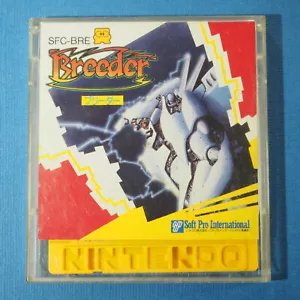 SFC-BRE
Breeder
ブリーダー
Soft Pro International
NINTENDO